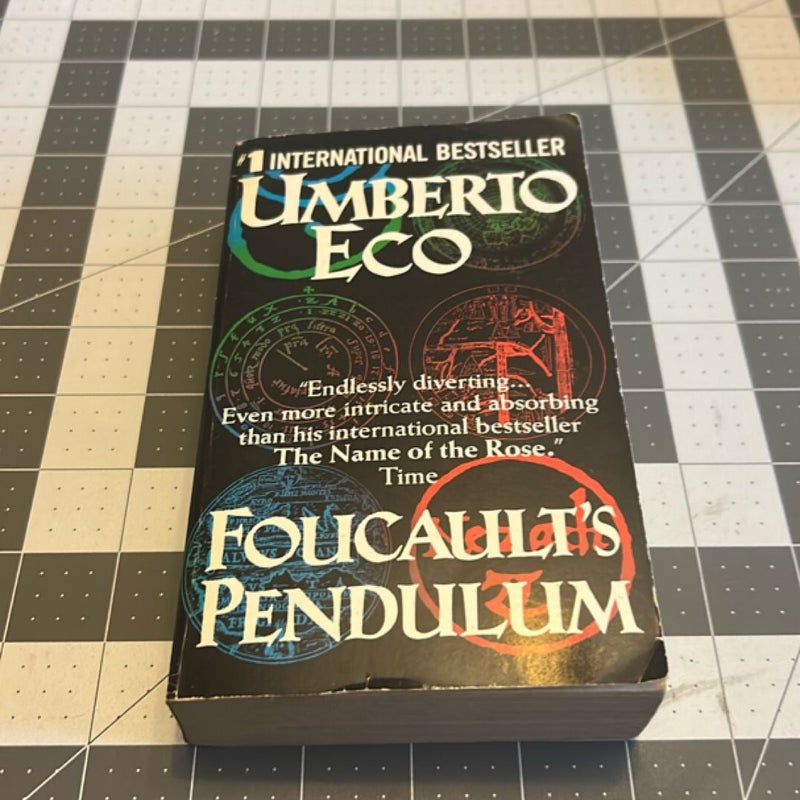 #1 INTERNATIONAL BESTSELLER
UMBERTO
ECO
"Endlessly diverting...
Even more intricate and absorbing
than his international bestseller
The Name of the Rose."
Time
FOUCAULT'S
PENDULUM